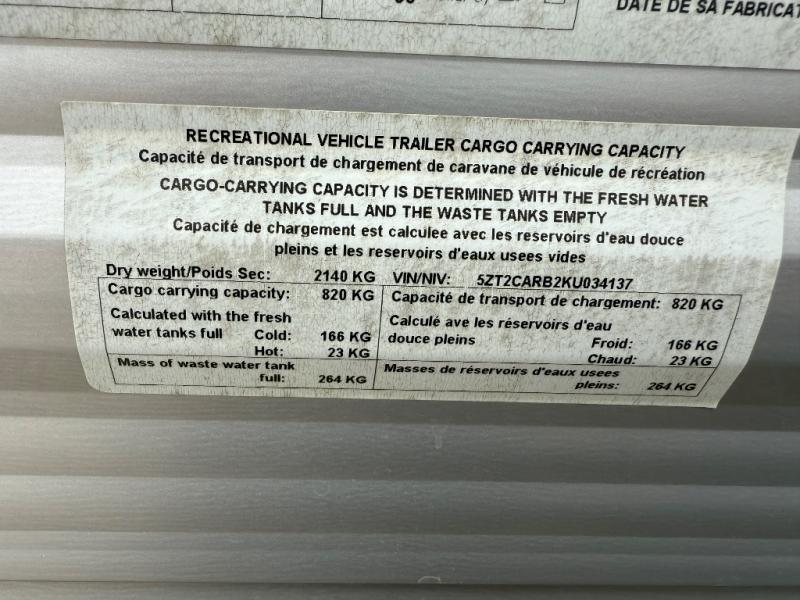 DATE DE SA FABRICAT
RECREATIONAL VEHICLE TRAILER CARGO CARRYING CAPACITY
Capacité de transport de chargement de caravane de véhicule de récréation
CARGO-CARRYING CAPACITY IS DETERMINED WITH THE FRESH WATER
TANKS FULL AND THE WASTE TANKS EMPTY
Capacité de chargement est calculee avec les reservoirs d'eau douce
pleins et les reservoirs d'eaux usees vides
Dry weight/Poids Sec: 2140 KG VIN/NIV: 5ZT2CARB2KU034137
Cargo carrying capacity: 820 KG
Calculated with the fresh
water tanks full Cold: 166 KG
Hot: 23 KG
Mass of waste water tank
full: 264 KG
Capacité de transport de chargement: 820 KG
Calculé ave les réservoirs d'eau
douce pleins Froid: 166 KG
Chaud: 23 KG
Masses de réservoirs d'eaux usees
pleins: 264 KG